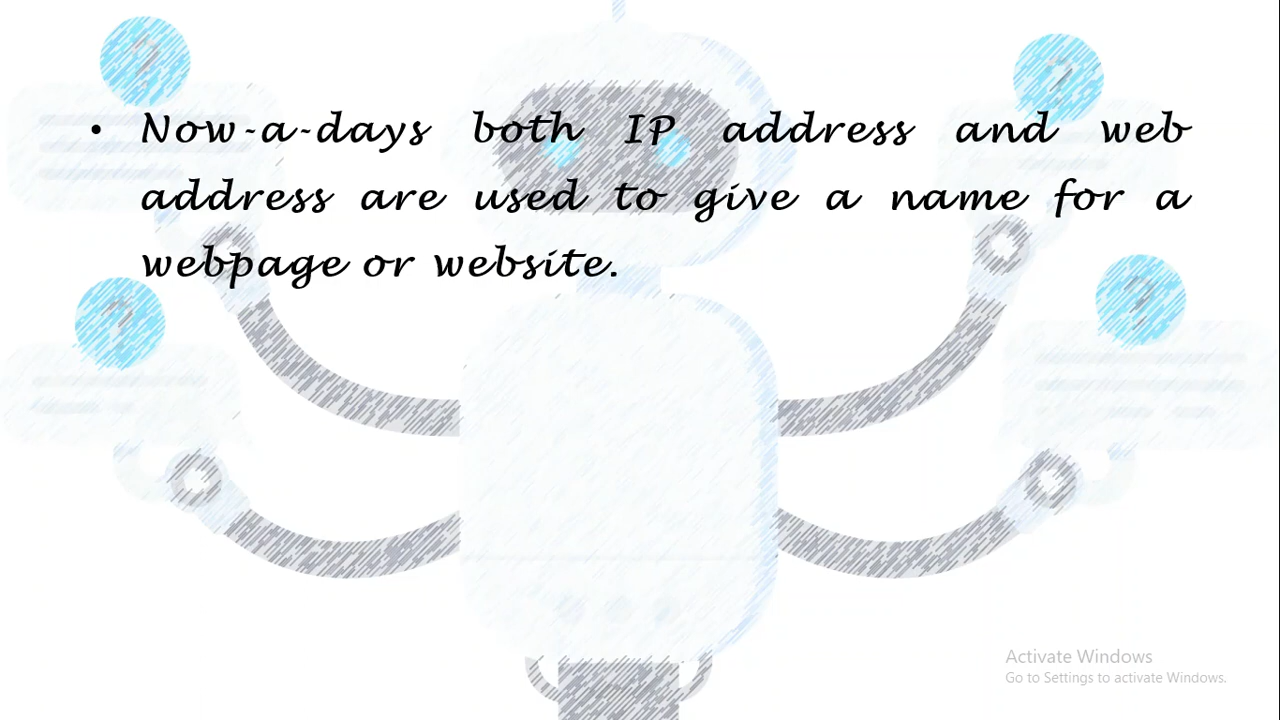 • Now-a-days both IP address and web
address are used to give a name for a
webpage or website.
Activate Windows
Go to Settings to activate Windows.